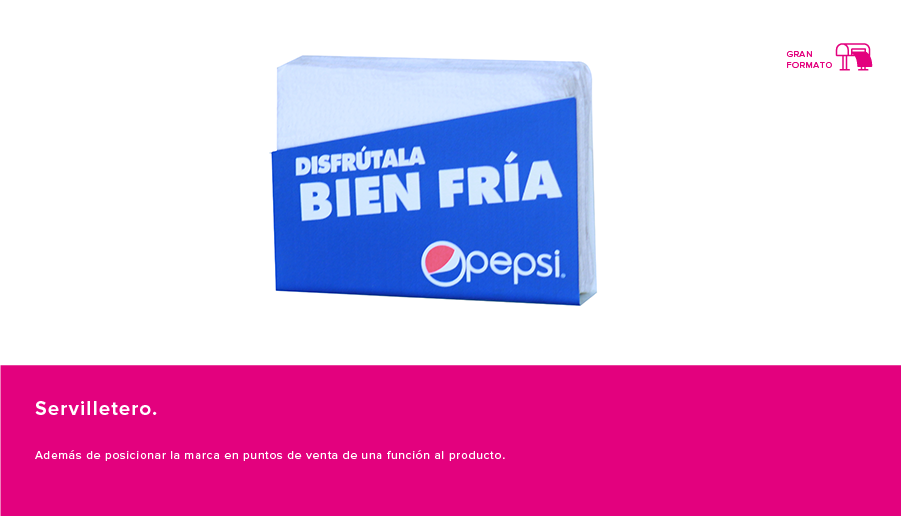 GRAN
FORMATO
DISFRÚTALA
BIEN FRÍA
pepsi®
Servilletero.
Además de posicionar la marca en puntos de venta de una función al producto.